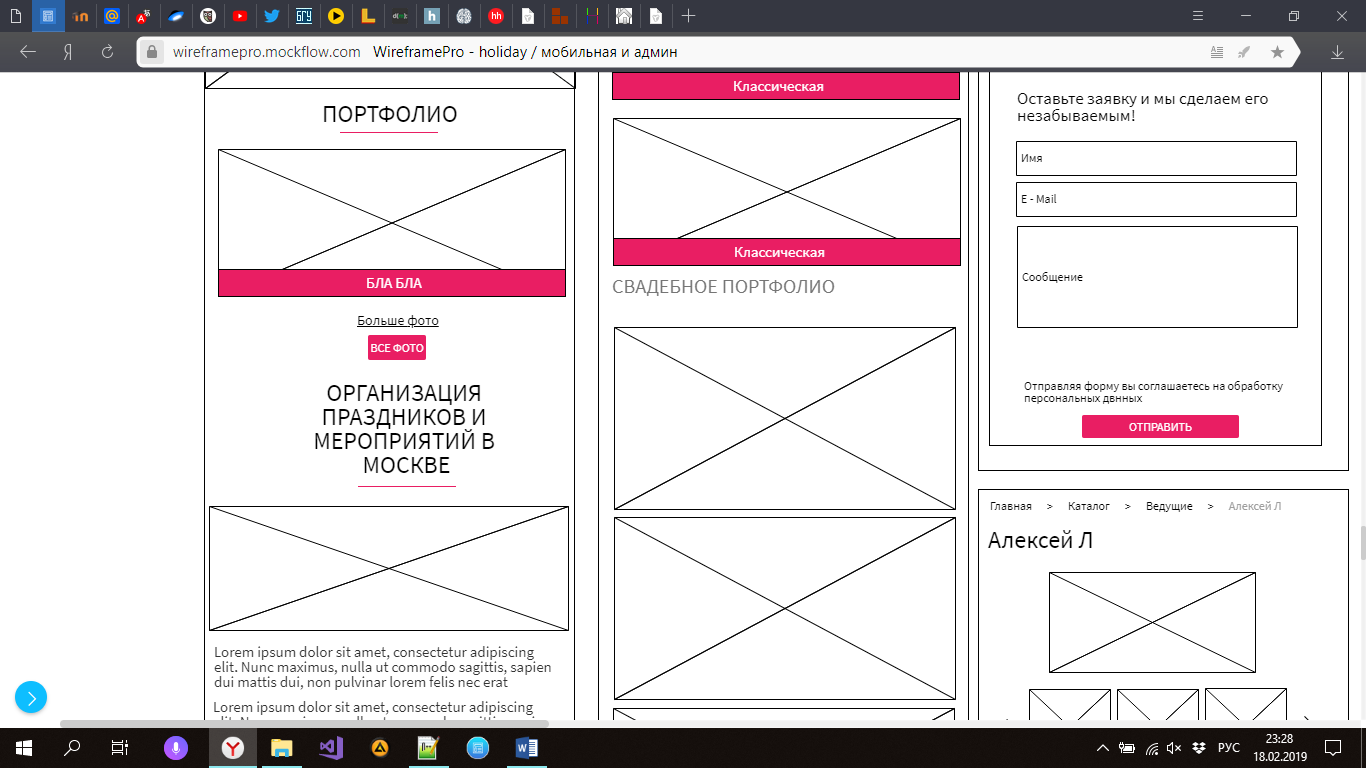 wireframepro.mockflow.com WireframePro - holiday / мобильная и админ
ПОРТФОЛИО
БЛА БЛА
Больше фото
ВСЕ ФОТО
ОРГАНИЗАЦИЯ
ПРАЗДНИКОВ И
МЕРОПРИЯТИЙ В
МОСКВЕ
Lorem ipsum dolor sit amet, consectetur adipiscing
elit. Nunc maximus, nulla ut commodo sagittis, sapien
dui mattis dui, non pulvinar lorem felis nec erat
Lorem ipsum dolor sit amet, consectetur adipiscing
Классическая
Классическая
СВАДЕБНОЕ ПОРТФОЛИО
Оставьте заявку и мы сделаем его
незабываемым!
Имя
E - Mail
Сообщение
Отправляя форму вы соглашаетесь на обработку
персональных двнных
ОТПРАВИТЬ
Главная > Каталог > Ведущие > Алексей Л
Алексей Л
РУС
23:28
18.02.2019